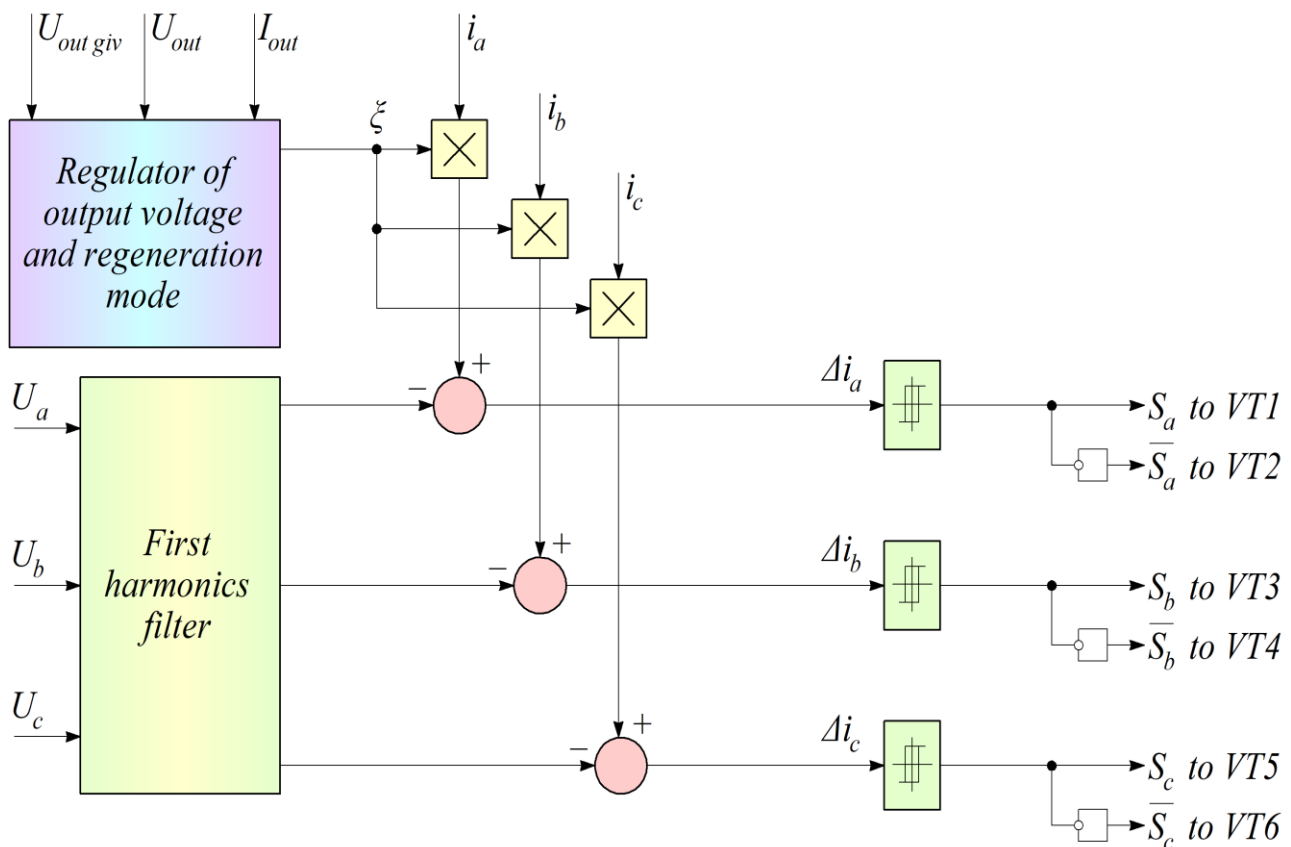 U_out giv U_out I_out i_a
i_b
i_c
ξ
Regulator of
output voltage
and regeneration
mode
× × ×
+
−
U_a
Δi_a
S_a to VT1
S̅_a to VT2
First
harmonics
filter
U_b
+
−
Δi_b
S_b to VT3
S̅_b to VT4
U_c
+
−
Δi_c
S_c to VT5
S̅_c to VT6